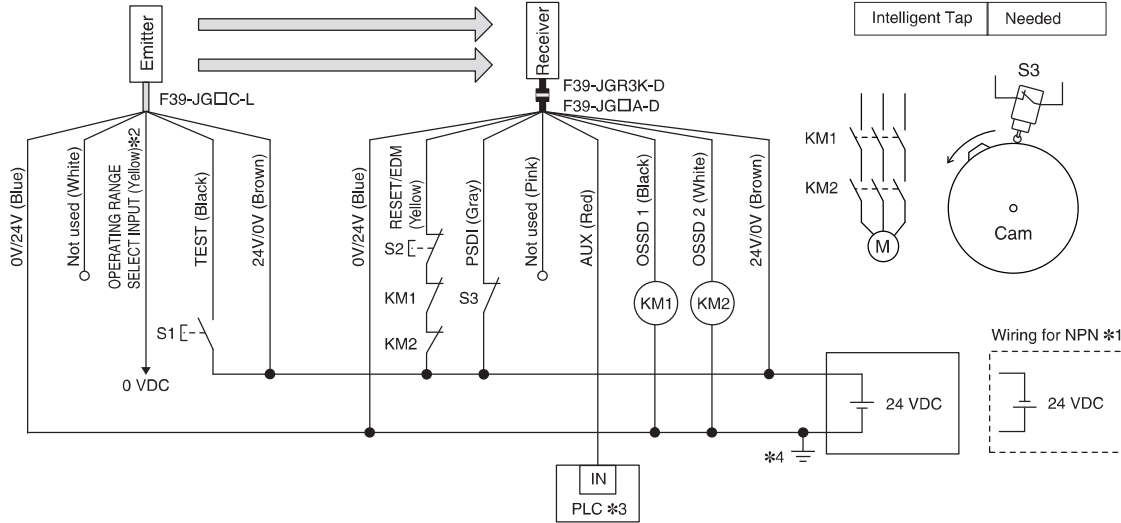 Emitter
Receiver
Intelligent Tap Needed
F39-JG□C-L
F39-JGR3K-D
F39-JG□A-D
S3
KM1
KM2
M
Cam
0V/24V (Blue)
Not used (White)
OPERATING RANGE
SELECT INPUT (Yellow)✻2
TEST (Black)
24V/0V (Brown)
0V/24V (Blue)
RESET/EDM
(Yellow)
PSDI (Gray)
Not used (Pink)
AUX (Red)
OSSD 1 (Black)
OSSD 2 (White)
24V/0V (Brown)
S1
S2
KM1
KM2
S3
KM1
KM2
0 VDC
24 VDC
Wiring for NPN ✻1
24 VDC
✻4
IN
PLC ✻3